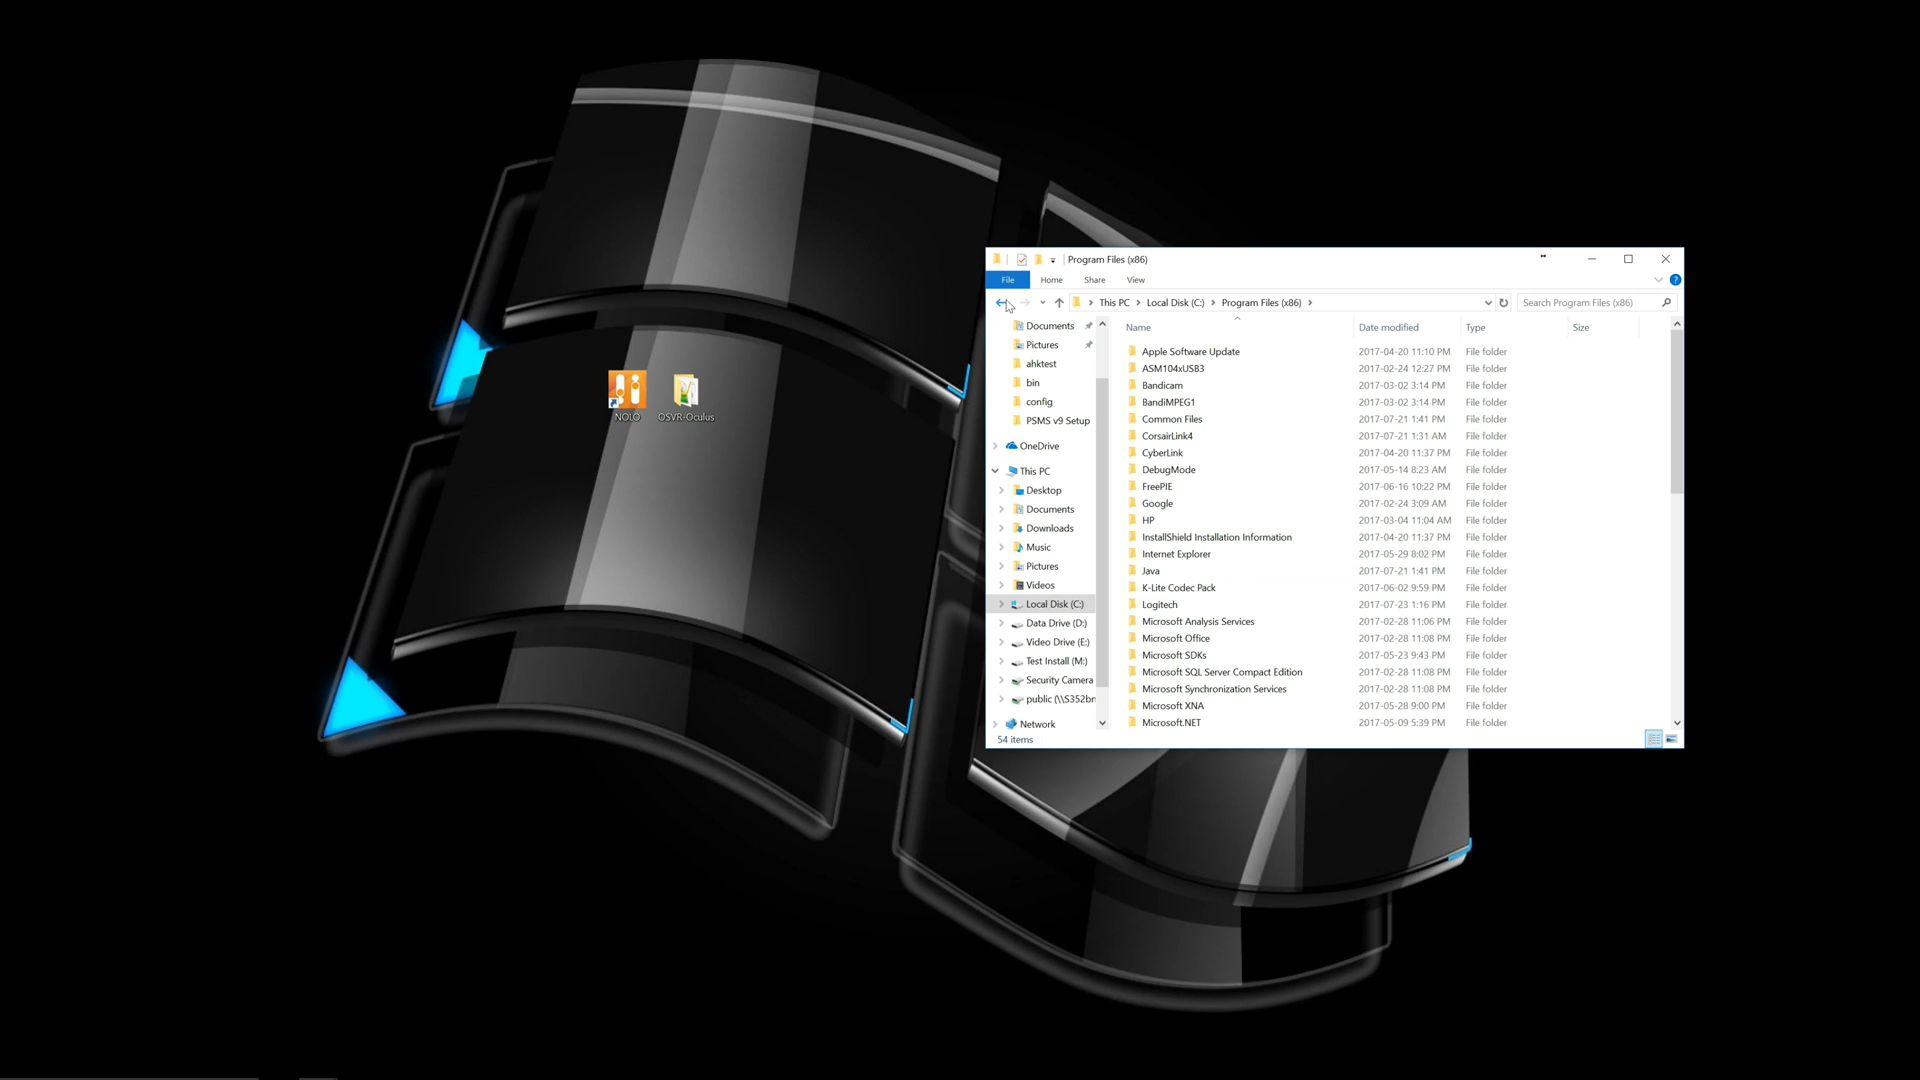 Program Files (x86)
File Home Share View
This PC Local Disk (C:) Program Files (x86) Search Program Files (x86)
Documents
Pictures
ahktest
bin
config
PSMS v9 Setup
OneDrive
This PC
Desktop
Documents
Downloads
Music
Pictures
Videos
Local Disk (C:)
Data Drive (D:)
Video Drive (E:)
Test Install (M:)
Security Camera
public (\\S352bn
Network
Name Date modified Type Size
Apple Software Update 2017-04-20 11:10 PM File folder
ASM104xUSB3 2017-02-24 12:27 PM File folder
Bandicam 2017-03-02 3:14 PM File folder
BandiMPEG1 2017-03-02 3:14 PM File folder
Common Files 2017-07-21 1:41 PM File folder
CorsairLink4 2017-07-21 1:31 AM File folder
CyberLink 2017-04-20 11:37 PM File folder
DebugMode 2017-05-14 8:23 AM File folder
FreePIE 2017-06-16 10:22 PM File folder
Google 2017-02-24 3:09 AM File folder
HP 2017-03-04 11:04 AM File folder
InstallShield Installation Information 2017-04-20 11:37 PM File folder
Internet Explorer 2017-05-29 8:02 PM File folder
Java 2017-07-21 1:41 PM File folder
K-Lite Codec Pack 2017-06-02 9:59 PM File folder
Logitech 2017-07-23 1:16 PM File folder
Microsoft Analysis Services 2017-02-28 11:06 PM File folder
Microsoft Office 2017-02-28 11:08 PM File folder
Microsoft SDKs 2017-05-23 9:43 PM File folder
Microsoft SQL Server Compact Edition 2017-02-28 11:08 PM File folder
Microsoft Synchronization Services 2017-02-28 11:08 PM File folder
Microsoft XNA 2017-05-28 9:00 PM File folder
Microsoft.NET 2017-05-09 5:39 PM File folder
54 items
NOLO
OSVR-Oculus